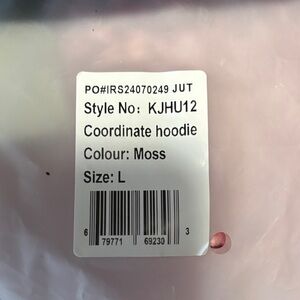 PO#IRS24070249 JUT
Style No: KJHU12
Coordinate hoodie
Colour: Moss
Size: L
6 79771 69230 3